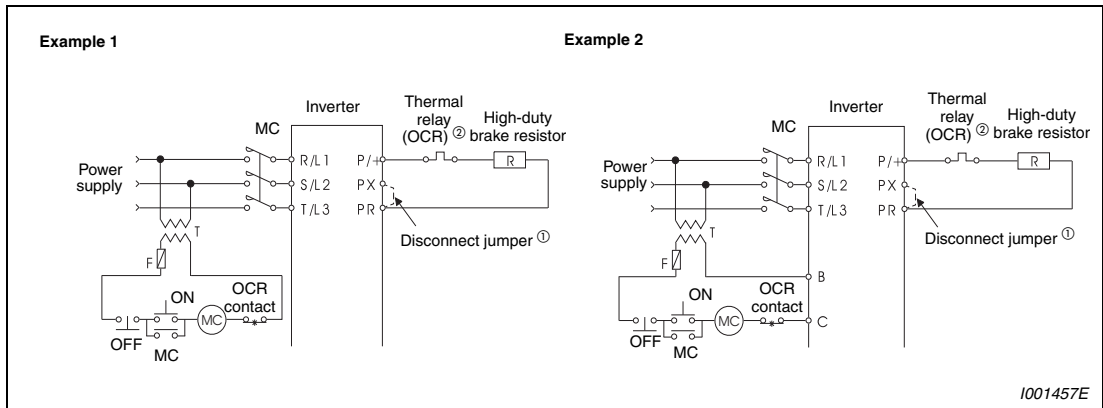 Example 1
Inverter
MC
Thermal
relay
(OCR) ②
High-duty
brake resistor
Power
supply
R/L1
S/L2
T/L3
P/+
PX
PR
R
Disconnect jumper ①
T
F
ON
OCR
contact
MC
OFF
MC
Example 2
Inverter
MC
Thermal
relay
(OCR) ②
High-duty
brake resistor
Power
supply
R/L1
S/L2
T/L3
P/+
PX
PR
R
Disconnect jumper ①
T
F
B
ON
OCR
contact
MC
C
OFF
MC
I001457E